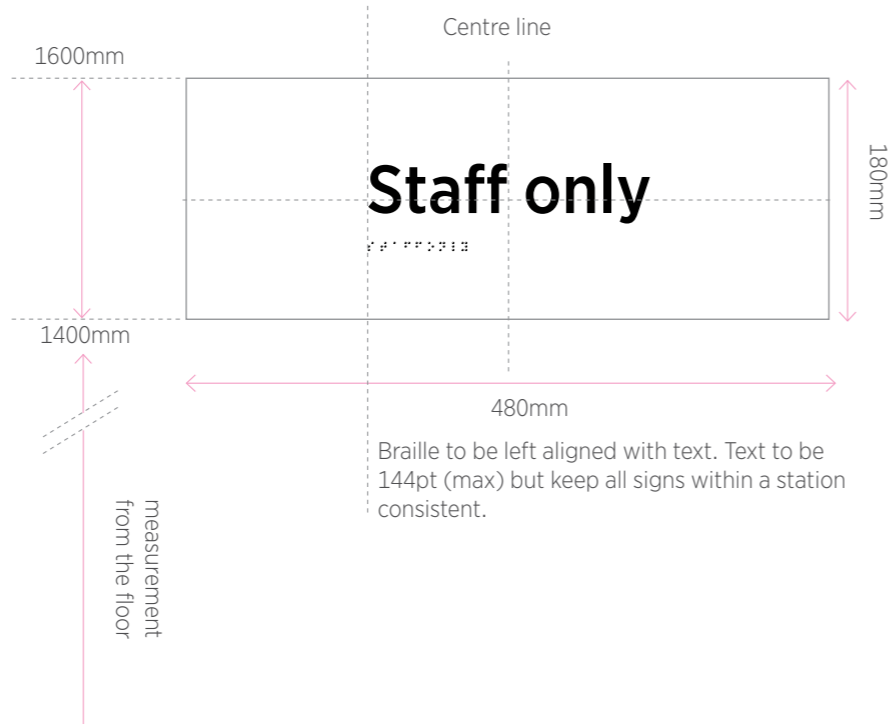 Centre line
1600mm
180mm
Staff only
⠎⠞⠁⠋⠋⠕⠝⠇⠽
1400mm
480mm
Braille to be left aligned with text. Text to be
144pt (max) but keep all signs within a station
consistent.
measurement
from the floor